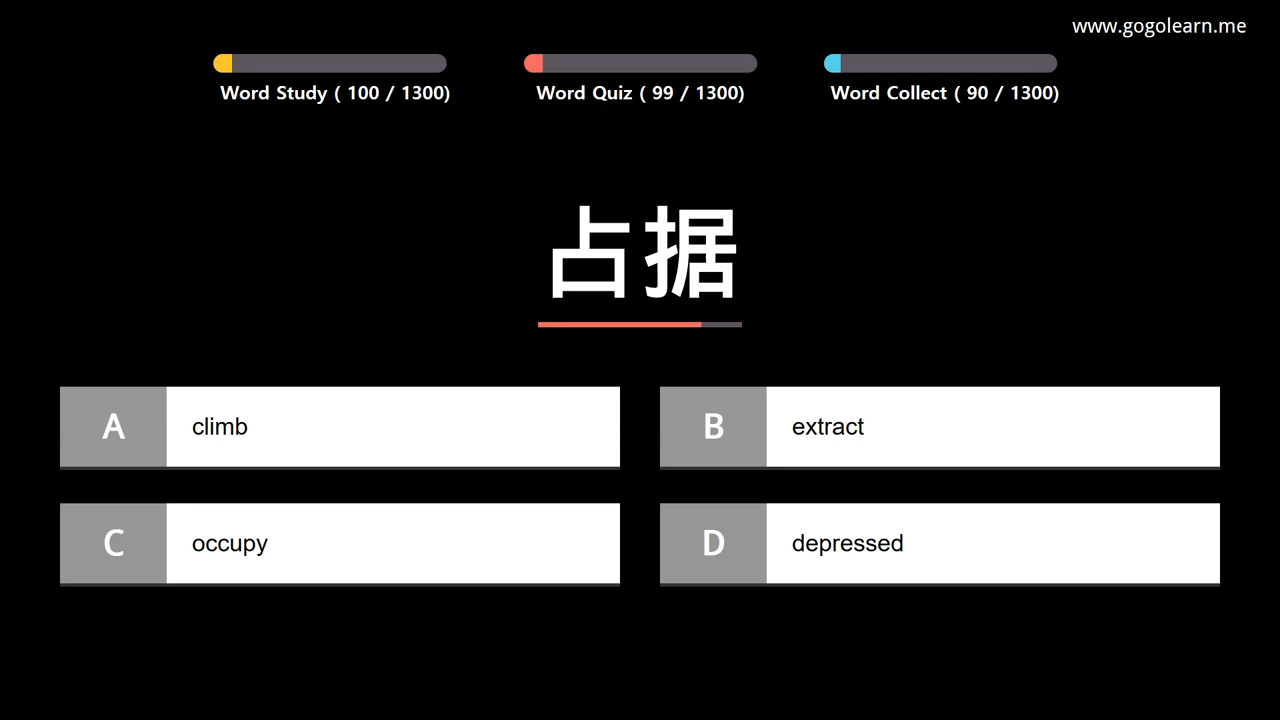 www.gogolearn.me
Word Study ( 100 / 1300)
Word Quiz ( 99 / 1300)
Word Collect ( 90 / 1300)
占据
A climb
B extract
C occupy
D depressed